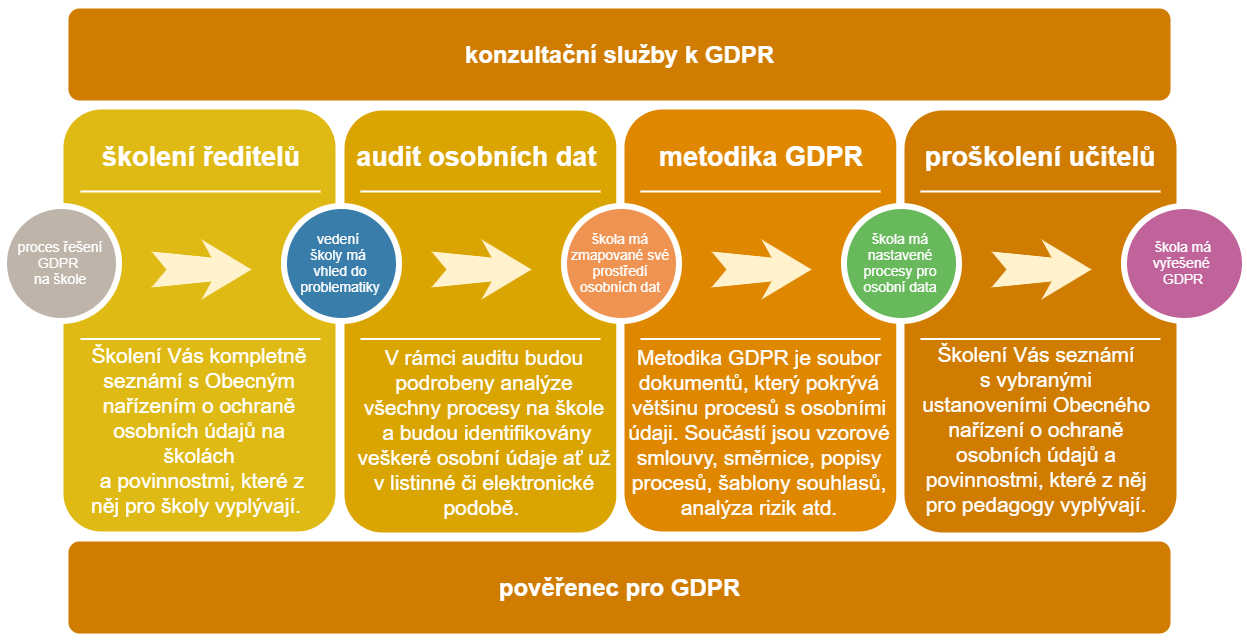 konzultační služby k GDPR
školení ředitelů
audit osobních dat
metodika GDPR
proškolení učitelů
proces řešení
GDPR
na škole
vedení
školy má
vhled do
problematiky
škola má
zmapované své
prostředí
osobních dat
škola má
nastavené
procesy pro
osobní data
škola má
vyřešené
GDPR
Školení Vás kompletně
seznámí s Obecným
nařízením o ochraně
osobních údajů na
školách
a povinnostmi, které z
něj pro školy vyplývají.
V rámci auditu budou
podrobeny analýze
všechny procesy na škole
a budou identifikovány
veškeré osobní údaje ať už
v listinné či elektronické
podobě.
Metodika GDPR je soubor
dokumentů, který pokrývá
většinu procesů s osobními
údaji. Součástí jsou vzorové
smlouvy, směrnice, popisy
procesů, šablony souhlasů,
analýza rizik atd.
Školení Vás seznámí
s vybranými
ustanoveními Obecného
nařízení o ochraně
osobních údajů a
povinnostmi, které z něj
pro pedagogy vyplývají.
pověřenec pro GDPR